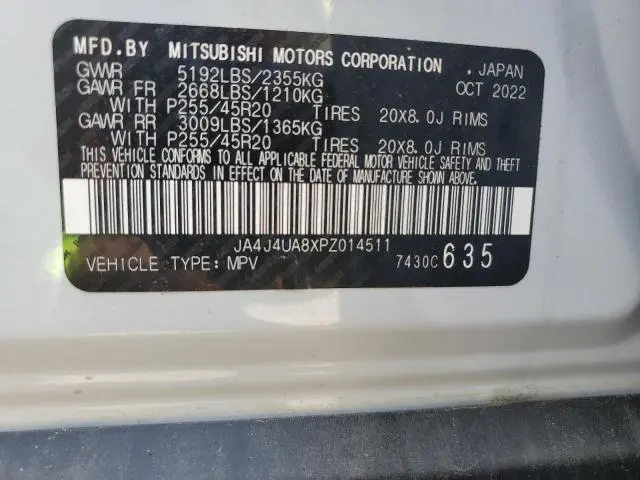 MFD.BY MITSUBISHI MOTORS CORPORATION , JAPAN
GWR 5192LBS/2355KG OCT 2022
GAWR FR 2668LBS/1210KG
WITH P255/45R20 TIRES 20X8.0J RIMS
GAWR RR 3009LBS/1365KG
WITH P255/45R20 TIRES 20X8.0J RIMS
THIS VEHICLE CONFORMS TO ALL APPLICABLE FEDERAL MOTOR VEHICLE SAFETY AND THEFT
PREVENTION STANDARDS IN EFFECT ON THE DATE OF MANUFACTURE SHOWN ABOVE.
JA4J4UA8XPZ014511
VEHICLE TYPE: MPV 7430C 635